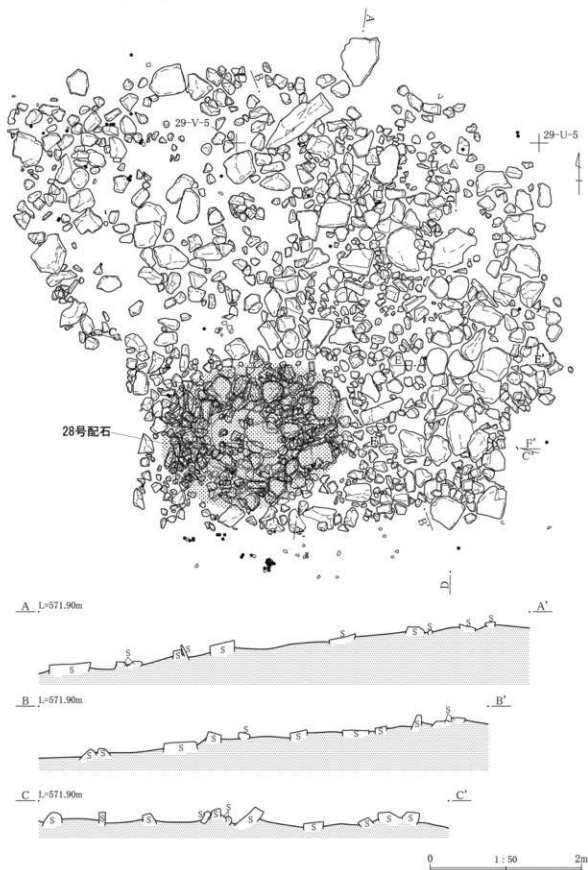 A
29-V-5
29-U-5
E
E'
28号配石
E
F'
C'
B
D
A L=571.90m A'
S S S S S S S S S S
B L=571.90m B'
S S S S S S S S S S
C L=571.90m C'
S S S S S S S S S S S
0 1:50 2m